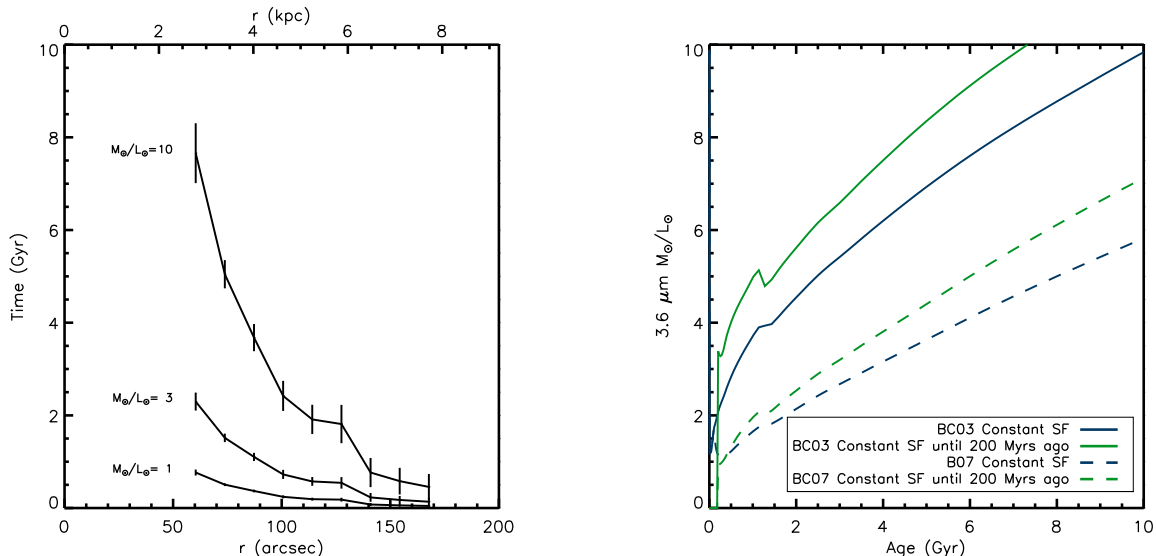 r (kpc)
0 2 4 6 8
10
8
6
4
2
0
Time (Gyr)
M⊙/L⊙=10
M⊙/L⊙= 3
M⊙/L⊙= 1
0 50 100 150 200
r (arcsec)
10
8
6
4
2
0
3.6 μm M⊙/L⊙
BC03 Constant SF
BC03 Constant SF until 200 Myrs ago
B07 Constant SF
BC07 Constant SF until 200 Myrs ago
0 2 4 6 8 10
Age (Gyr)